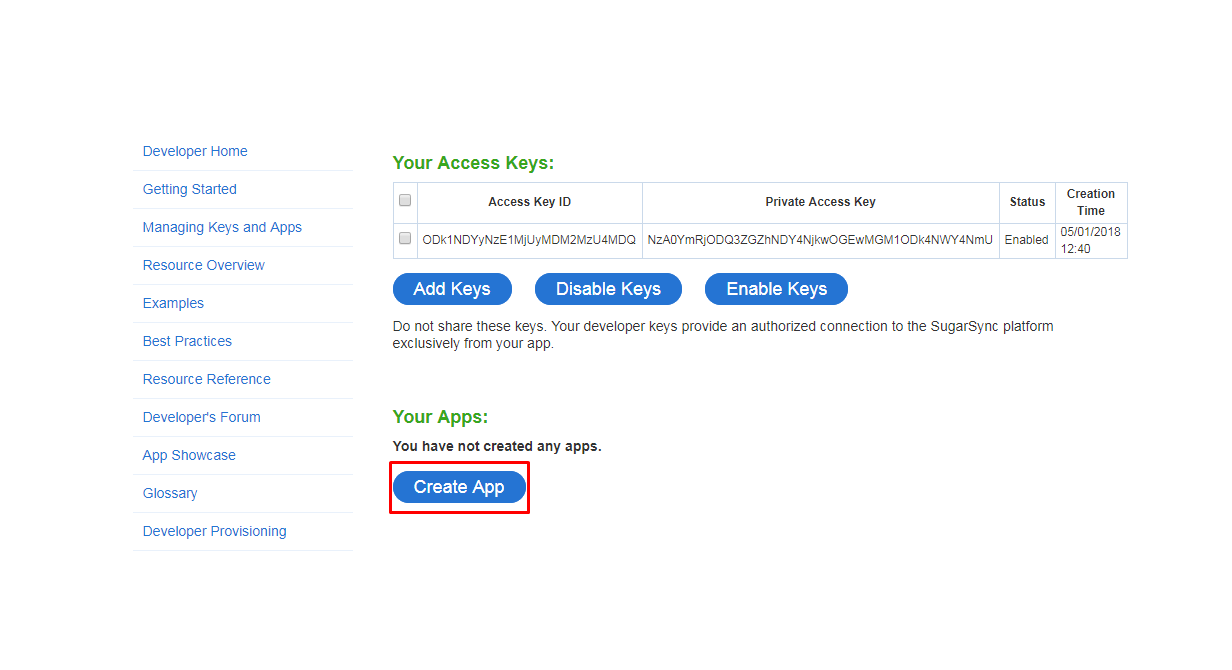 Developer Home
Getting Started
Managing Keys and Apps
Resource Overview
Examples
Best Practices
Resource Reference
Developer's Forum
App Showcase
Glossary
Developer Provisioning
Your Access Keys:
Access Key ID Private Access Key Status Creation
Time
ODk1NDYyNzE1MjUyMDM2MzU4MDQ NzA0YmRjODQ3ZGZhNDY4NjkwOGEwMGM1ODk4NWY4NmU Enabled 05/01/2018
12:40
Add Keys Disable Keys Enable Keys
Do not share these keys. Your developer keys provide an authorized connection to the SugarSync platform
exclusively from your app.
Your Apps:
You have not created any apps.
Create App